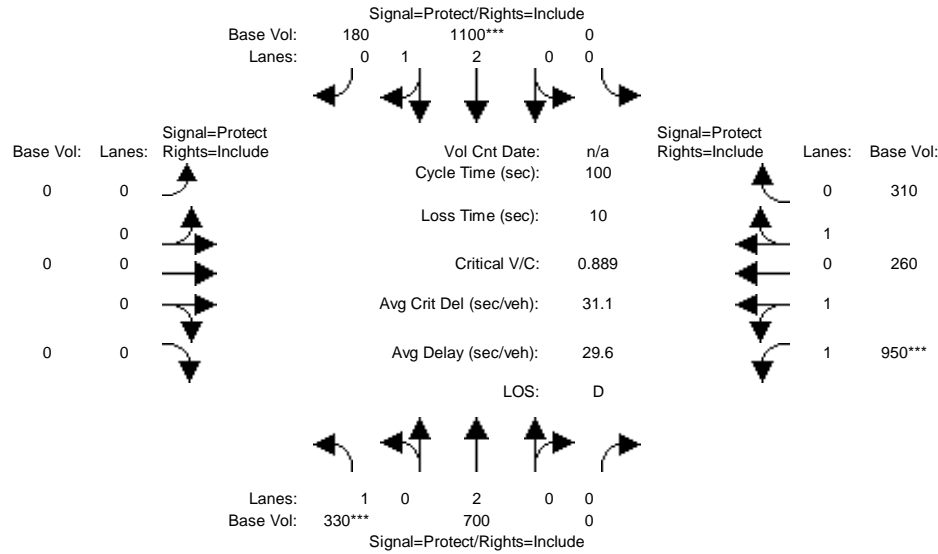 Signal=Protect/Rights=Include
Base Vol: 180 1100*** 0
Lanes: 0 1 2 0 0
Signal=Protect Signal=Protect
Base Vol: Lanes: Rights=Include Vol Cnt Date: n/a Rights=Include Lanes: Base Vol:
Cycle Time (sec): 100
0 0 0 310
Loss Time (sec): 10
0 1
0 0 Critical V/C: 0.889 0 260
0 Avg Crit Del (sec/veh): 31.1 1
0 0 Avg Delay (sec/veh): 29.6 1 950***
LOS: D
Lanes: 1 0 2 0 0
Base Vol: 330*** 700 0
Signal=Protect/Rights=Include